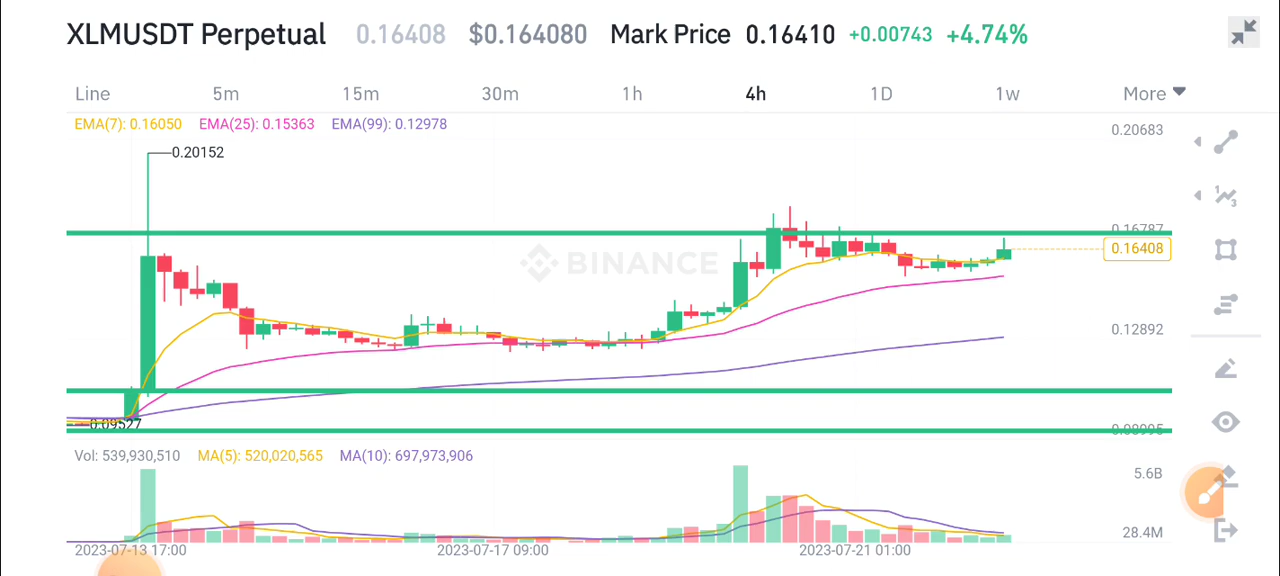 XLMUSDT Perpetual 0.16408 $0.164080 Mark Price 0.16410 +0.00743 +4.74%
Line 5m 15m 30m 1h 4h 1D 1w More
EMA(7): 0.16050 EMA(25): 0.15363 EMA(99): 0.12978
0.20683
0.20152
0.16787
0.16408
BINANCE
0.12892
0.09527
0.08995
Vol: 539,930,510 MA(5): 520,020,565 MA(10): 697,973,906
5.6B
28.4M
2023-07-13 17:00 2023-07-17 09:00 2023-07-21 01:00